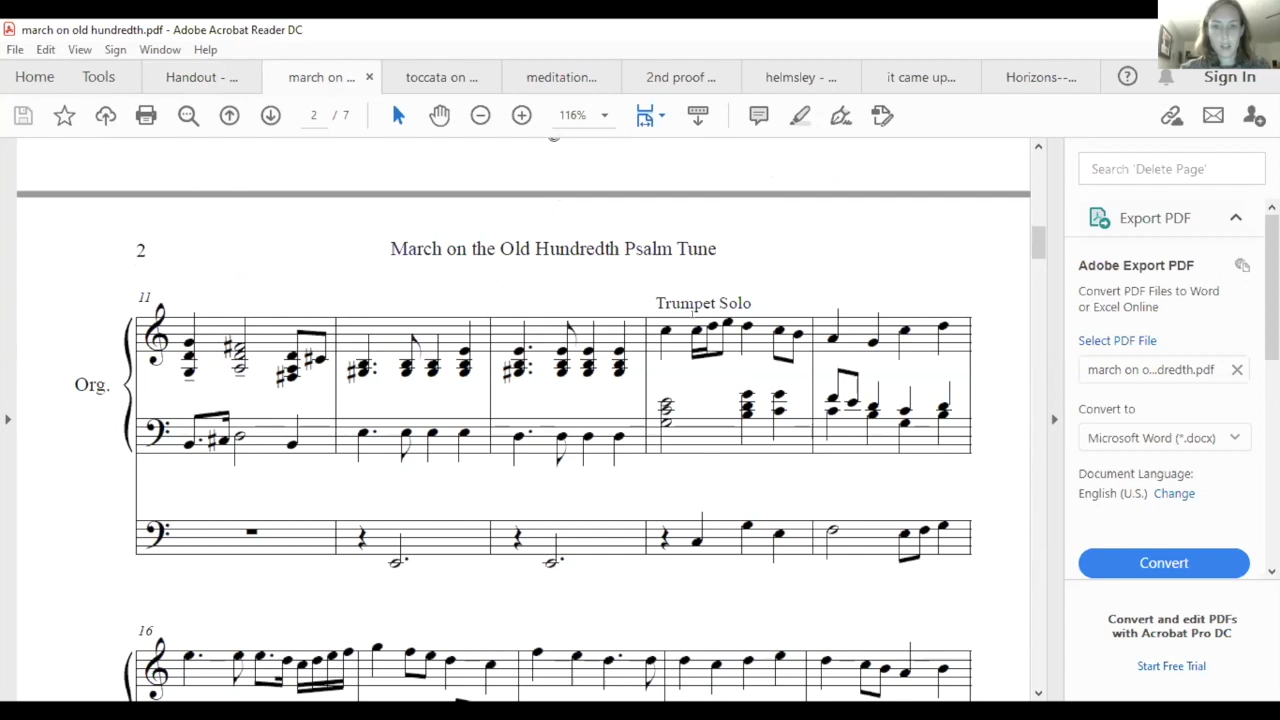 march on old hundredth.pdf - Adobe Acrobat Reader DC
File Edit View Sign Window Help
Home Tools Handout - ... march on ... × toccata on ... meditation... 2nd proof ... helmsley - ... it came up... Horizons--... Sign In
2 / 7 116%
Search 'Delete Page'
Export PDF
2 March on the Old Hundredth Psalm Tune
Adobe Export PDF
Convert PDF Files to Word
or Excel Online
11
Trumpet Solo
Select PDF File
march on o...dredth.pdf
Org.
Convert to
Microsoft Word (*.docx)
Document Language:
English (U.S.) Change
Convert
16
Convert and edit PDFs
with Acrobat Pro DC
Start Free Trial